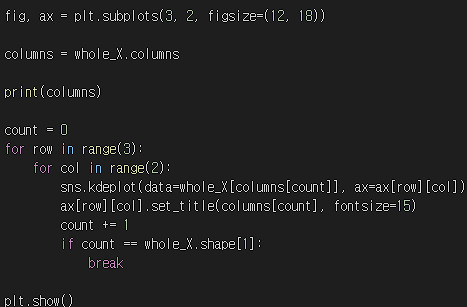 fig, ax = plt.subplots(3, 2, figsize=(12, 18))
columns = whole_X.columns
print(columns)
count = 0
for row in range(3):
    for col in range(2):
        sns.kdeplot(data=whole_X[columns[count]], ax=ax[row][col])
        ax[row][col].set_title(columns[count], fontsize=15)
        count += 1
        if count == whole_X.shape[1]:
            break
plt.show()